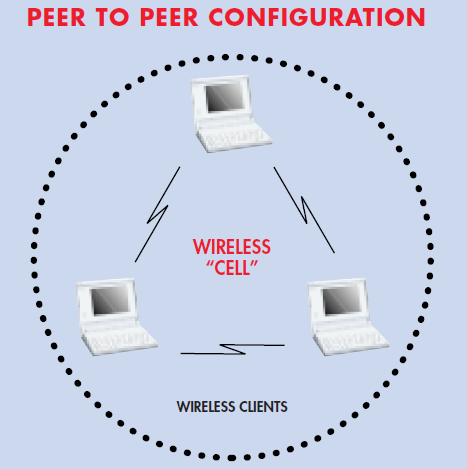 PEER TO PEER CONFIGURATION
WIRELESS
“CELL”
WIRELESS CLIENTS